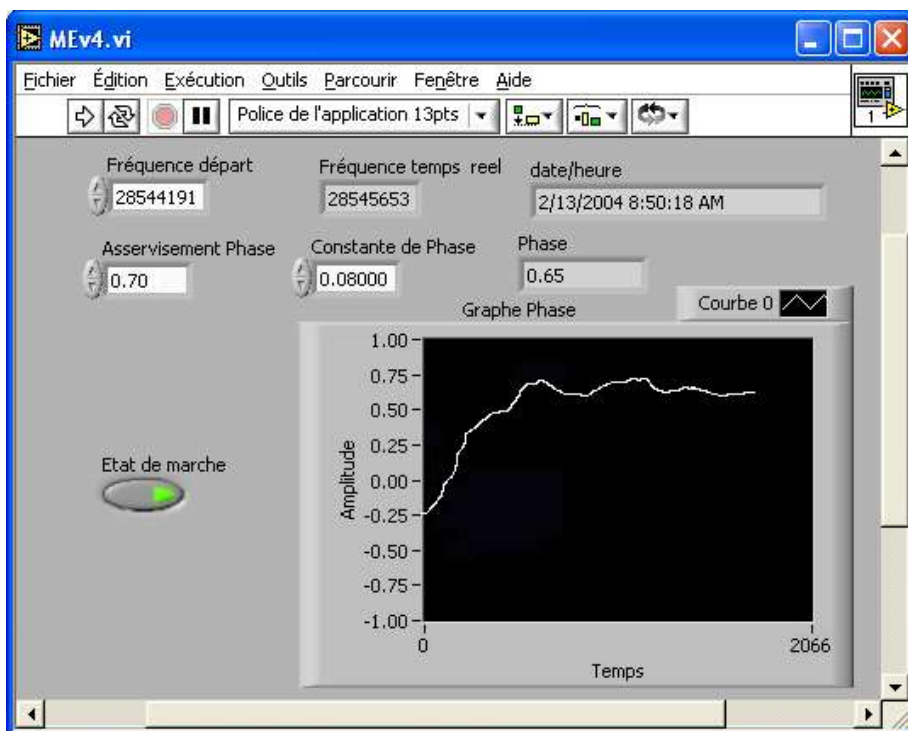 MEv4.vi
Fichier Édition Exécution Outils Parcourir Fenêtre Aide
Police de l'application 13pts
1
Fréquence départ
28544191
Fréquence temps reel
28545653
date/heure
2/13/2004 8:50:18 AM
Asservisement Phase
0.70
Constante de Phase
0.08000
Phase
0.65
Graphe Phase
Courbe 0
1.00
0.75
0.50
0.25
0.00
-0.25
-0.50
-0.75
-1.00
Amplitude
0
2066
Temps
Etat de marche